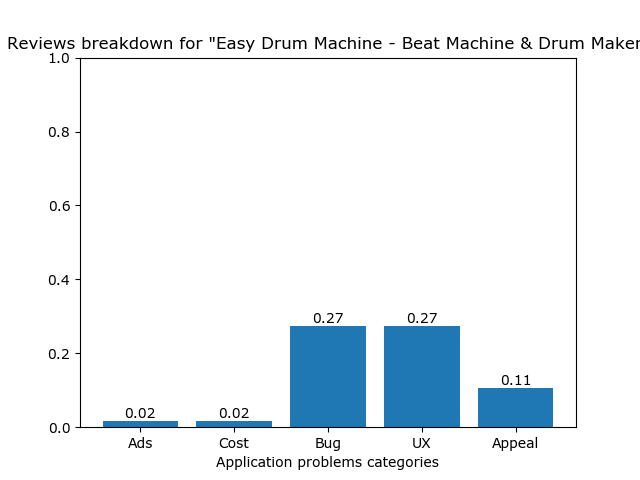 Reviews breakdown for "Easy Drum Machine - Beat Machine & Drum Maker
1.0
0.8
0.6
0.4
0.2
0.0
0.02
0.02
0.27
0.27
0.11
Ads
Cost
Bug
UX
Appeal
Application problems categories